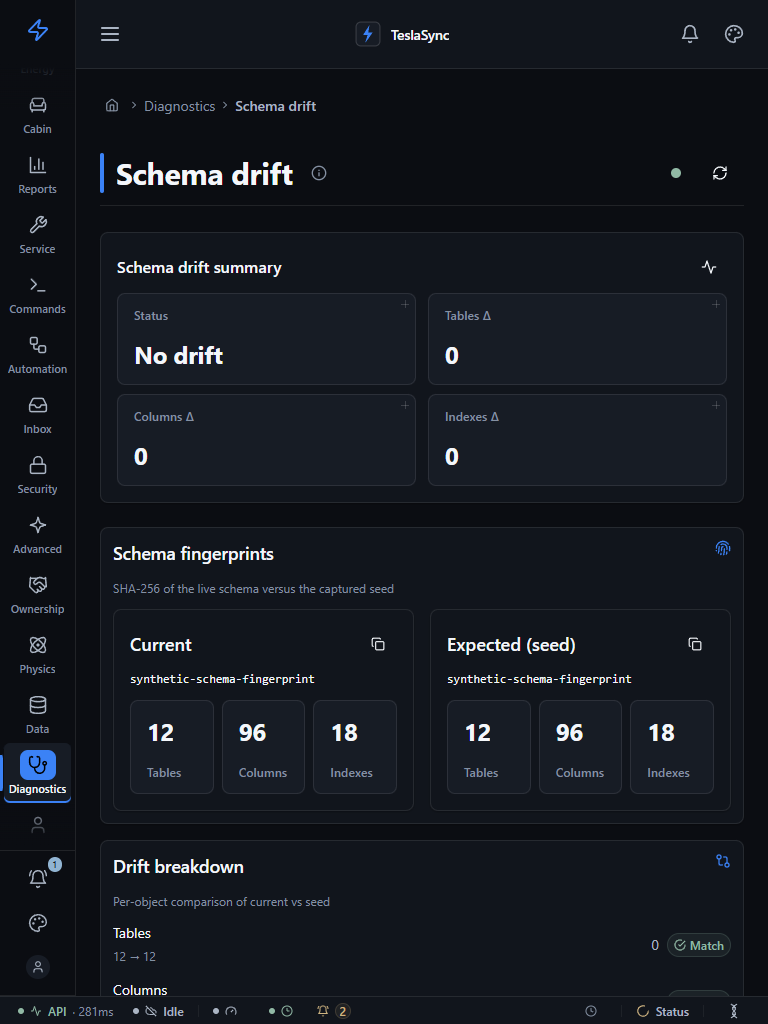 TeslaSync
Energy
Cabin
Reports
Service
Commands
Automation
Inbox
Security
Advanced
Ownership
Physics
Data
Diagnostics
1
Diagnostics > Schema drift
Schema drift
Schema drift summary
Status
No drift
Tables Δ
0
Columns Δ
0
Indexes Δ
0
Schema fingerprints
SHA-256 of the live schema versus the captured seed
Current
synthetic-schema-fingerprint
12
Tables
96
Columns
18
Indexes
Expected (seed)
synthetic-schema-fingerprint
12
Tables
96
Columns
18
Indexes
Drift breakdown
Per-object comparison of current vs seed
Tables
12 → 12
0 Match
Columns
API · 281ms
Idle
2
Status